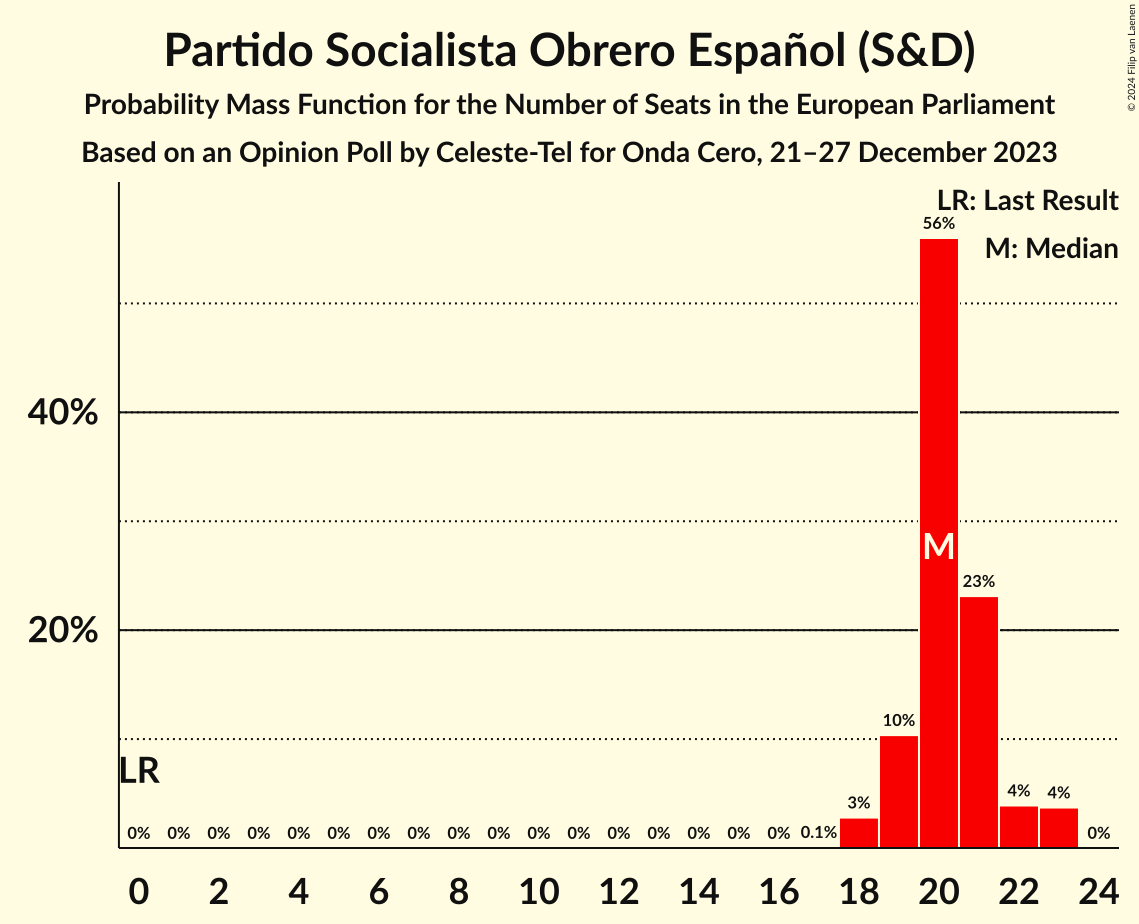 Partido Socialista Obrero Español (S&D)
Probability Mass Function for the Number of Seats in the European Parliament
Based on an Opinion Poll by Celeste-Tel for Onda Cero, 21–27 December 2023
© 2024 Filip van Laenen
LR: Last Result
M: Median
56%
40%
M
23%
20%
10%
LR
3%
4%
4%
0% 0% 0% 0% 0% 0% 0% 0% 0% 0% 0% 0% 0% 0% 0% 0% 0% 0.1% 0%
0 2 4 6 8 10 12 14 16 18 20 22 24